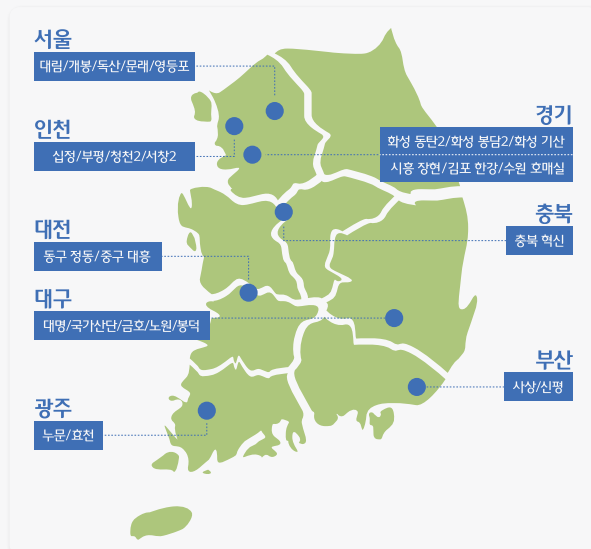 서울
대림/개봉/독산/문래/영등포
인천
십정/부평/청천2/서창2
경기
화성 동탄2/화성 봉담2/화성 기산
시흥 장현/김포 한강/수원 호매실
충북
충북 혁신
대전
동구 정동/중구 대흥
대구
대명/국가산단/금호/노원/봉덕
부산
사상/신평
광주
누문/효천